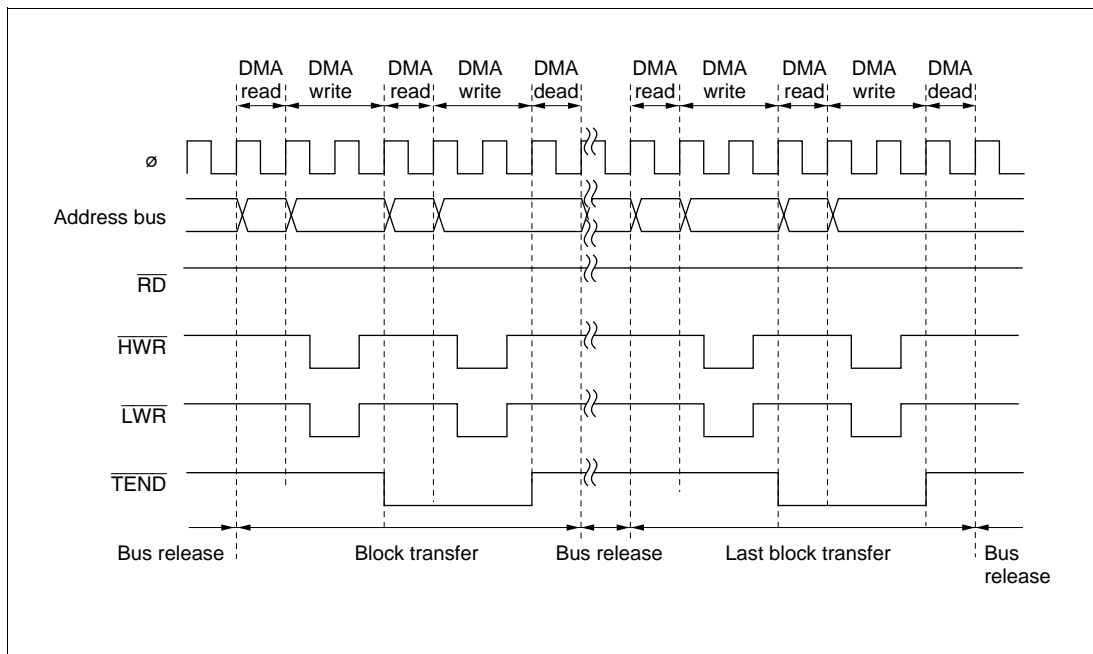 DMA read DMA write DMA read DMA write DMA dead DMA read DMA write DMA read DMA write DMA dead
ø
Address bus
RD
HWR
LWR
TEND
Bus release Block transfer Bus release Last block transfer Bus release